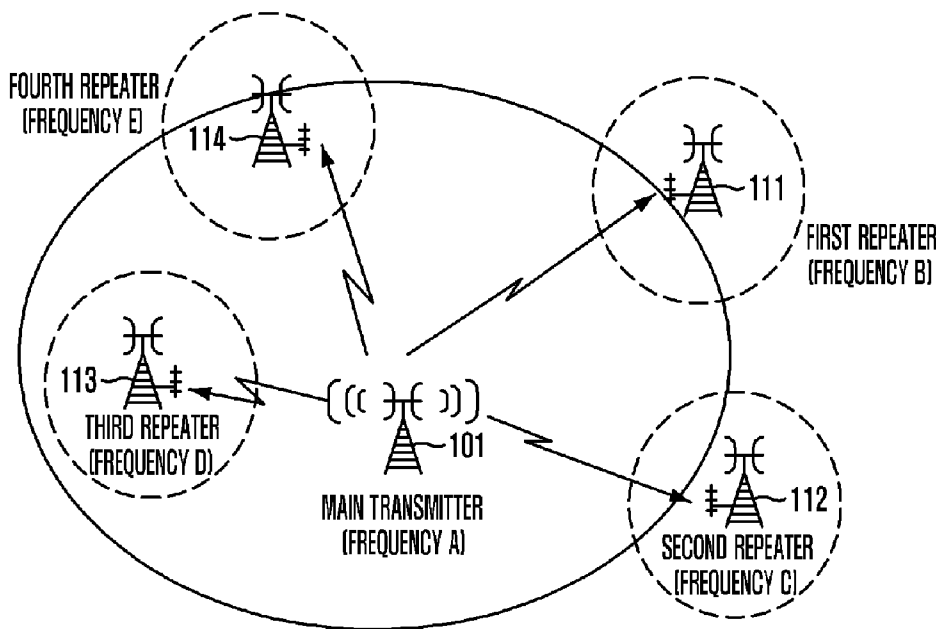 FOURTH REPEATER
(FREQUENCY E)
114
111
FIRST REPEATER
(FREQUENCY B)
113
THIRD REPEATER
(FREQUENCY D)
101
MAIN TRANSMITTER
(FREQUENCY A)
112
SECOND REPEATER
(FREQUENCY C)